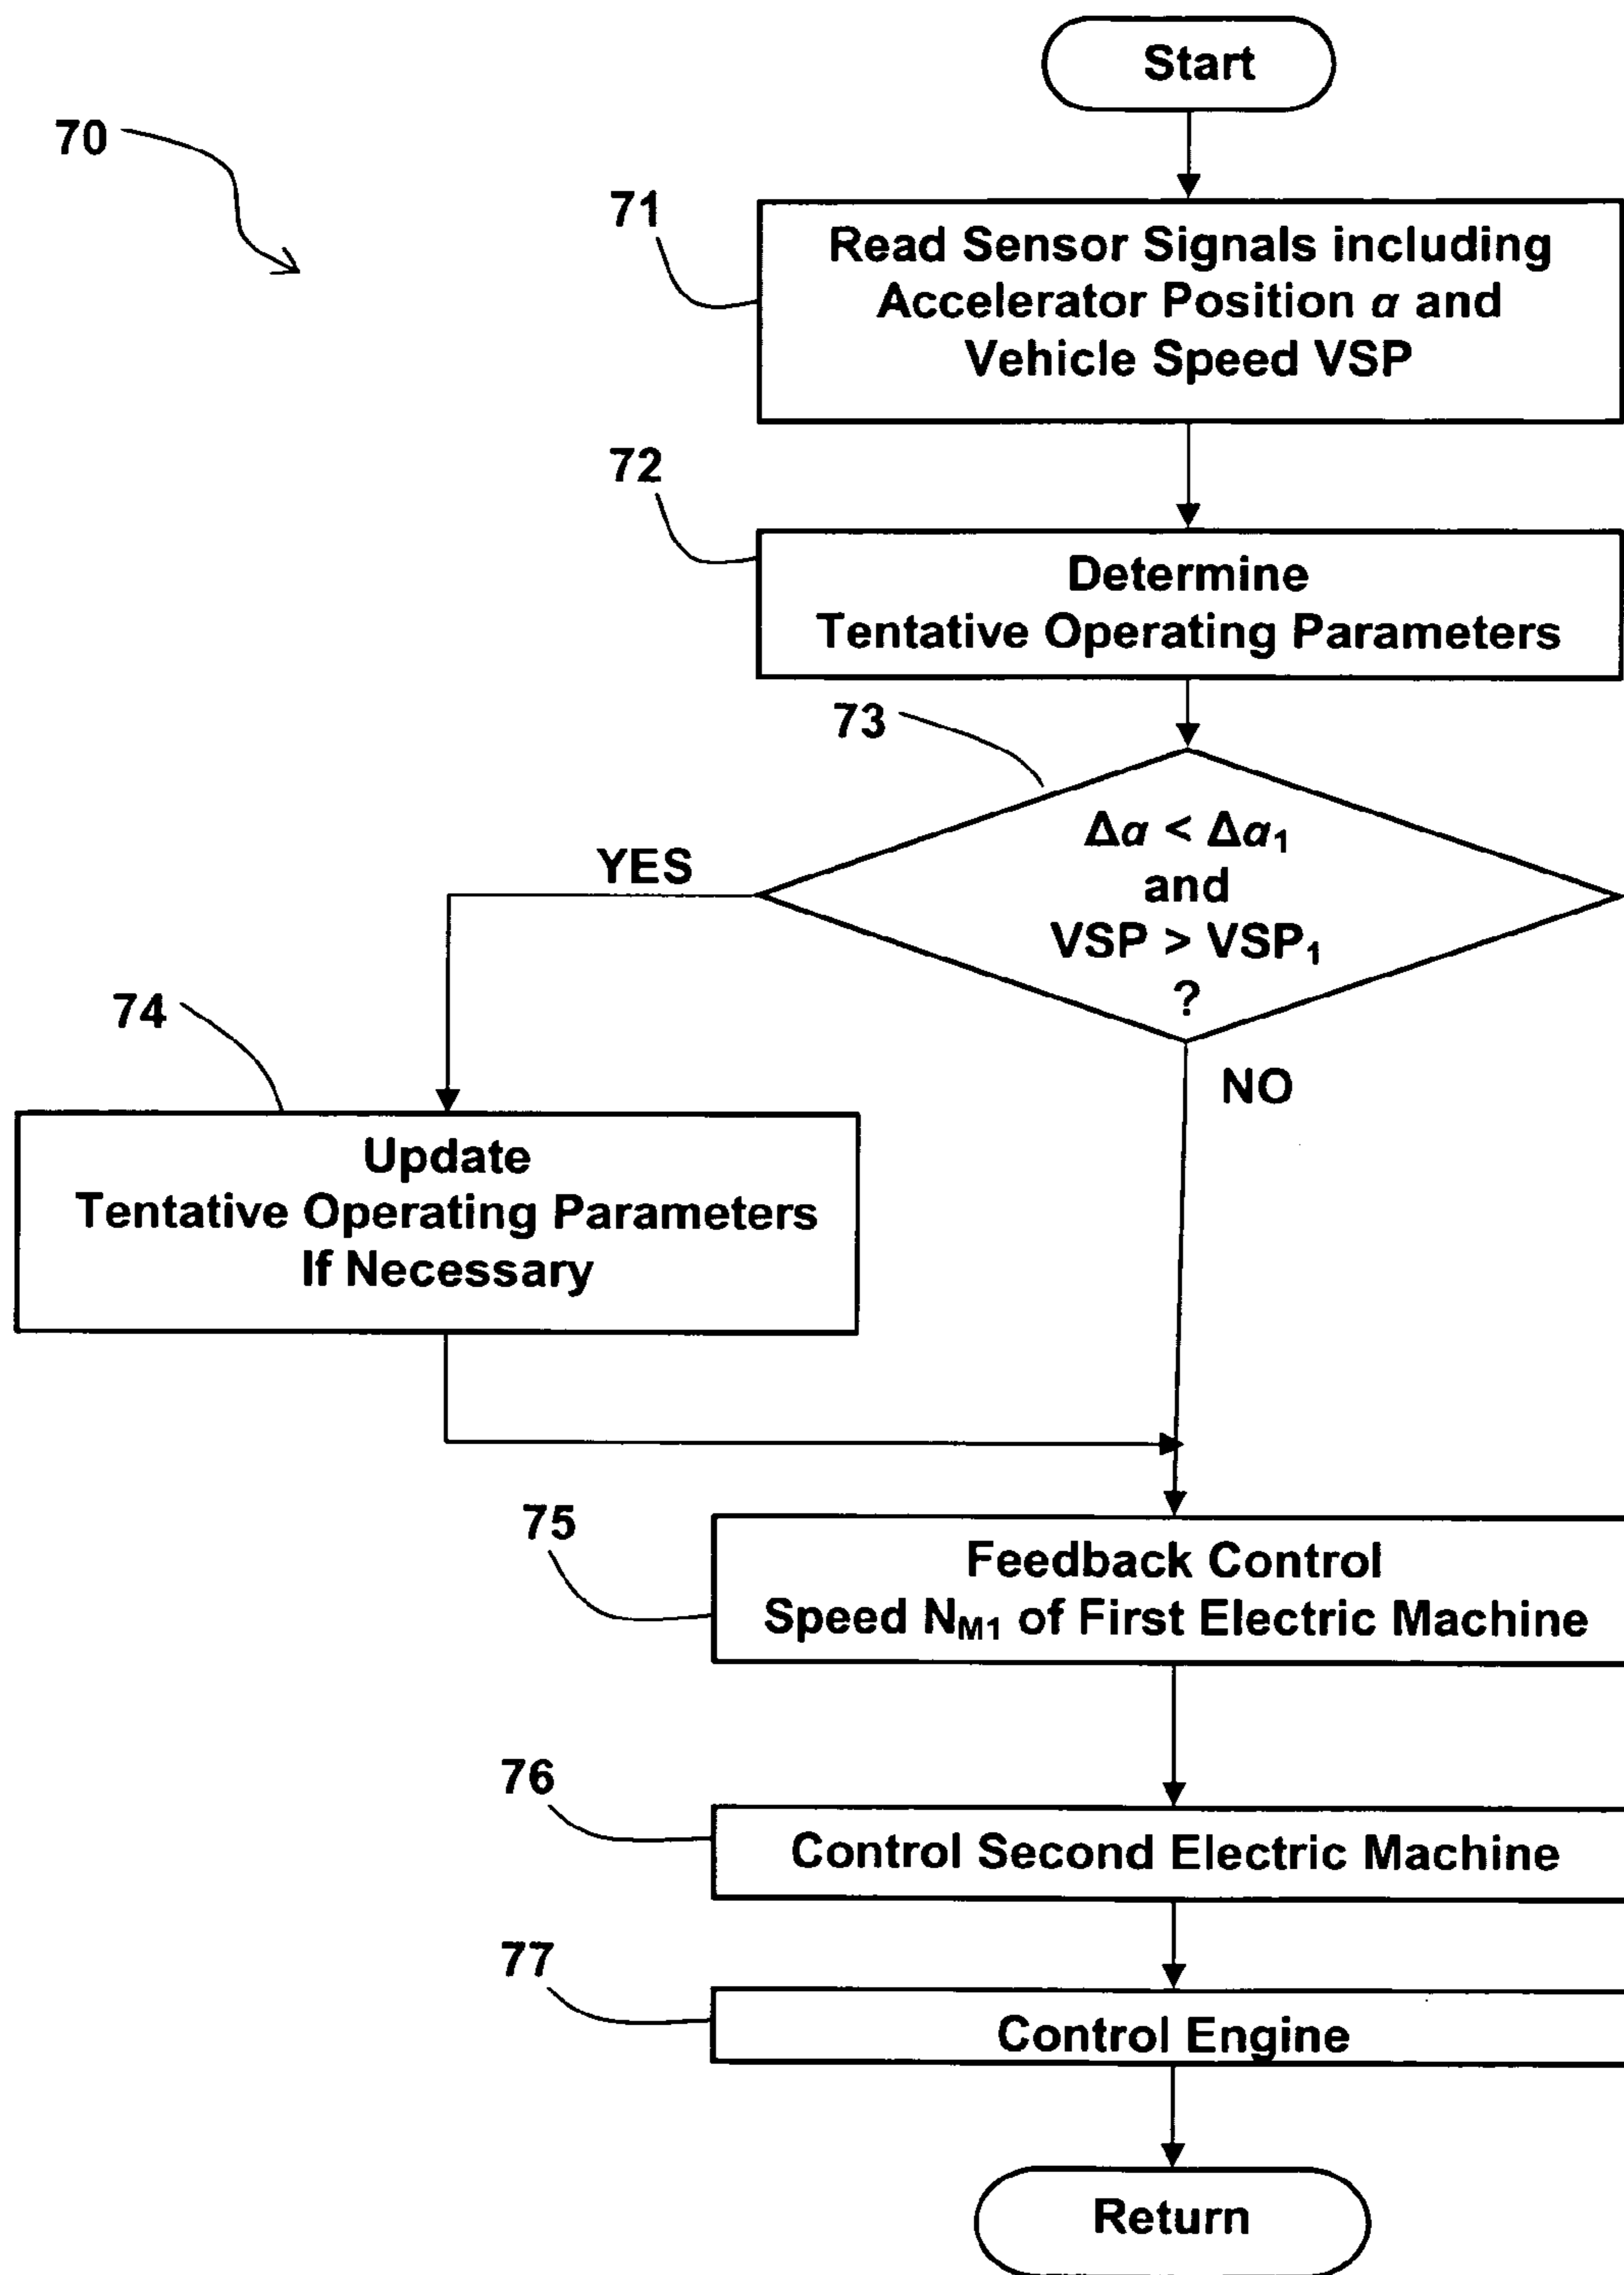 Start
70
71
Read Sensor Signals including
Accelerator Position α and
Vehicle Speed VSP
72
Determine
Tentative Operating Parameters
73
Δα < Δα₁
and
VSP > VSP₁
?
YES
NO
74
Update
Tentative Operating Parameters
If Necessary
75
Feedback Control
Speed N_M1 of First Electric Machine
76
Control Second Electric Machine
77
Control Engine
Return